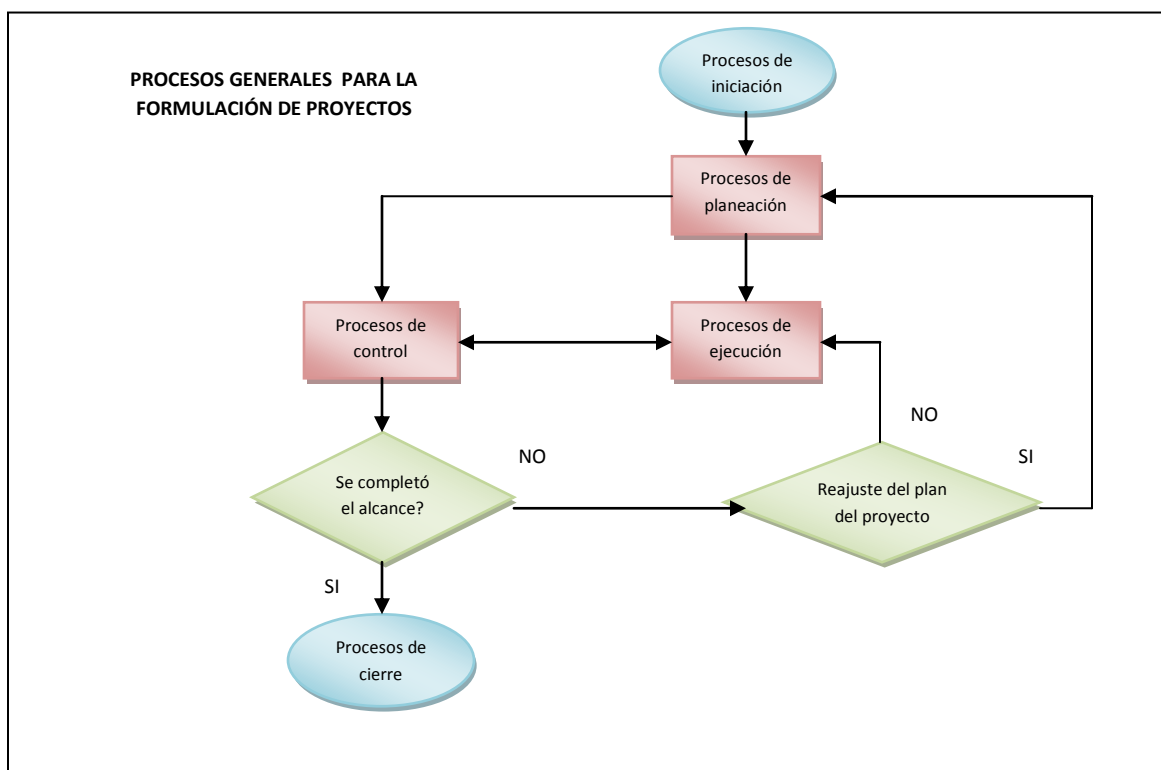 PROCESOS GENERALES PARA LA
FORMULACIÓN DE PROYECTOS
Procesos de
iniciación
Procesos de
planeación
Procesos de
control
Procesos de
ejecución
NO
SI
Se completó
el alcance?
NO
Reajuste del plan
del proyecto
SI
Procesos de
cierre